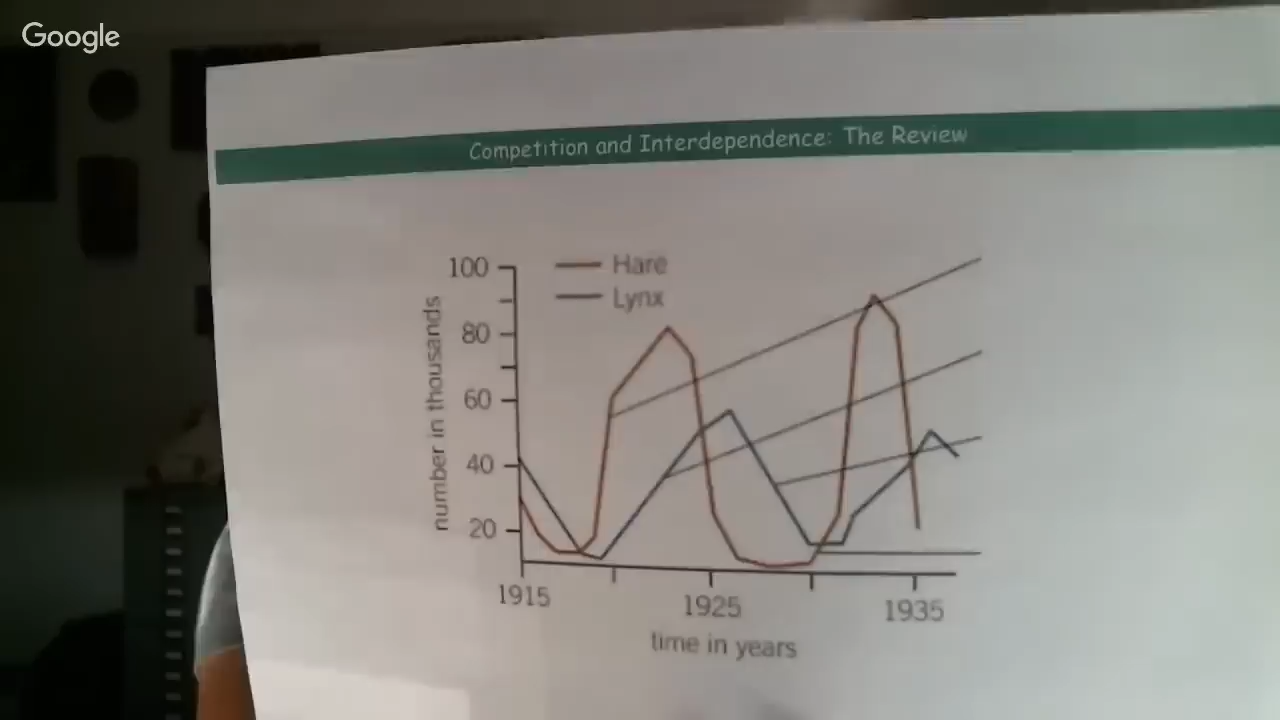 Google
Competition and Interdependence: The Review
Hare
Lynx
number in thousands
100
80
60
40
20
1915
1925
1935
time in years